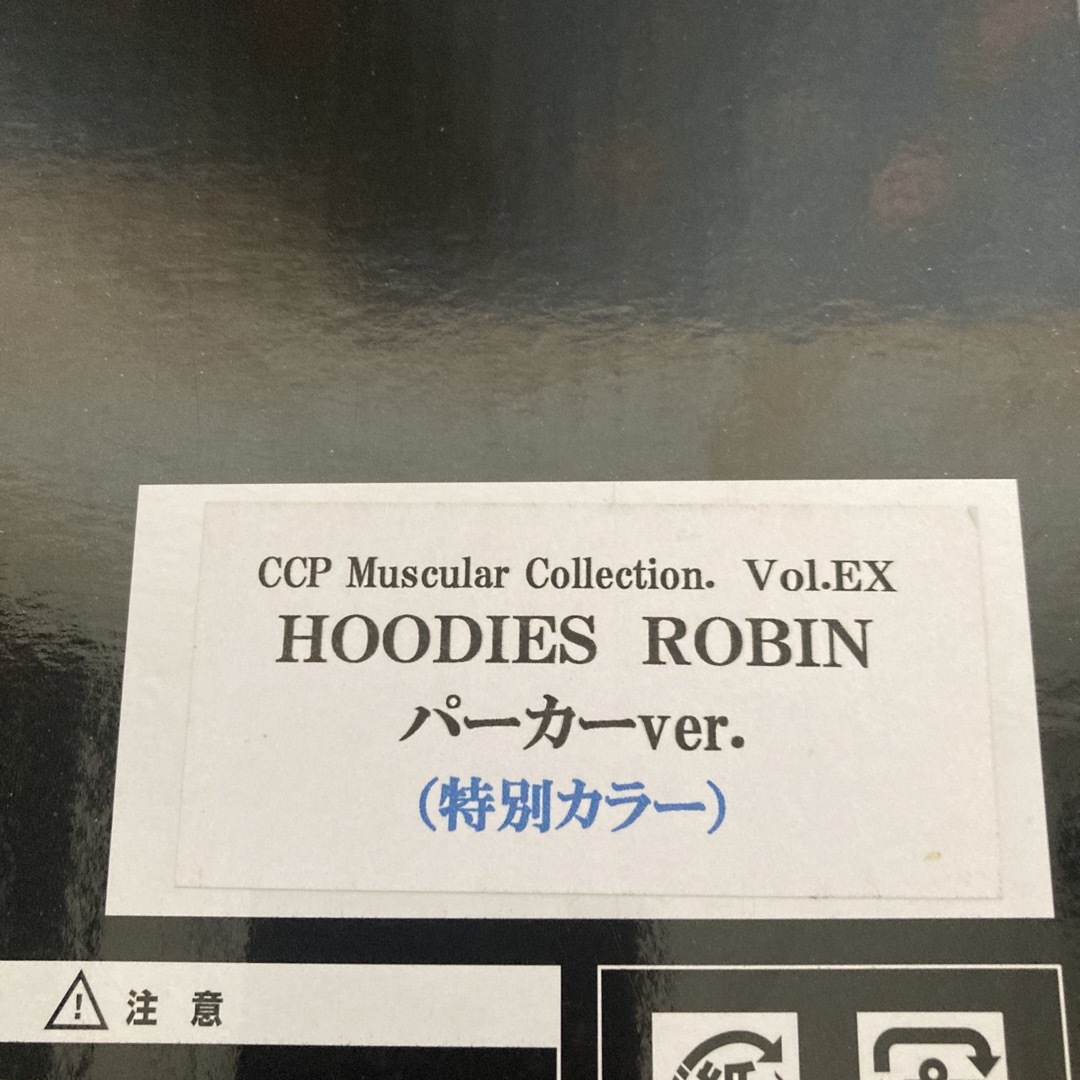 CCP Muscular Collection. Vol.EX
HOODIES ROBIN
パーカーver.
(特別カラー)
注 意
紙